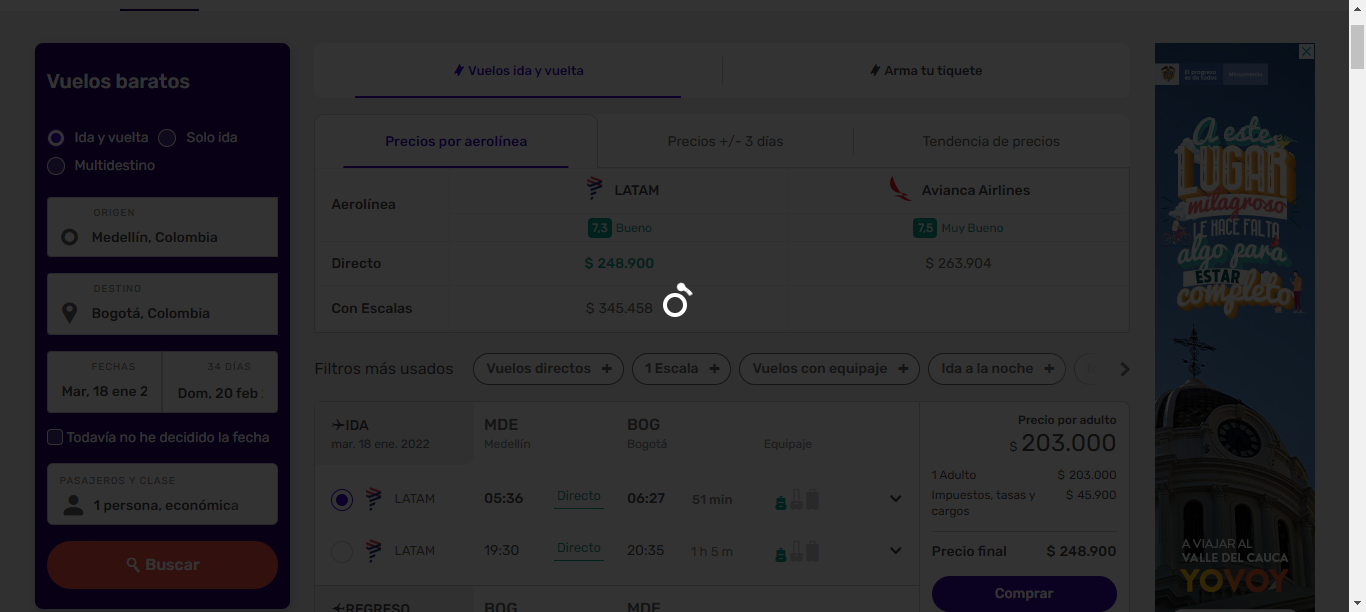 Vuelos baratos
Ida y vuelta
Solo ida
Multidestino
ORIGEN
Medellín, Colombia
DESTINO
Bogotá, Colombia
FECHAS
34 DÍAS
Mar, 18 ene 2
Dom, 20 feb
Todavía no he decidido la fecha
PASAJEROS Y CLASE
1 persona, económica
Buscar
Vuelos ida y vuelta
Arma tu tiquete
Precios por aerolínea
Precios +/- 3 días
Tendencia de precios
Aerolínea
LATAM
Avianca Airlines
7,3 Bueno
7,5 Muy Bueno
Directo
$ 248.900
$ 263.904
Con Escalas
$ 345.458
Filtros más usados
Vuelos directos +
1 Escala +
Vuelos con equipaje +
Ida a la noche +
IDA
MDE
BOG
mar. 18 ene. 2022
Medellín
Bogotá
Equipaje
LATAM
05:36
Directo
06:27
51 min
LATAM
19:30
Directo
20:35
1 h 5 m
REGRESO
BOG
MDE
Precio por adulto
$ 203.000
1 Adulto
$ 203.000
Impuestos, tasas y
cargos
$ 45.900
Precio final
$ 248.900
Comprar
El progreso
es de todos
A este
LUGAR
milagroso
LE HACE FALTA
algo para
ESTAR
completo
A VIAJAR AL
VALLE DEL CAUCA
YO VOY